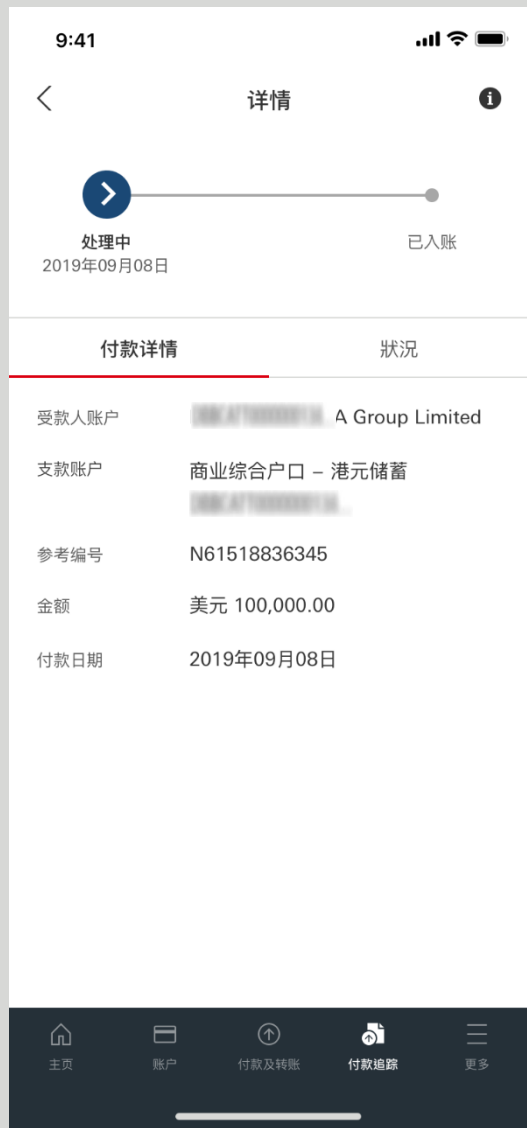 9:41
详情
处理中
已入账
2019年09月08日
付款详情
狀況
受款人账户 A Group Limited
支款账户 商业综合户口 – 港元储蓄
参考编号 N61518836345
金额 美元 100,000.00
付款日期 2019年09月08日
主页 账户 付款及转账 付款追踪 更多